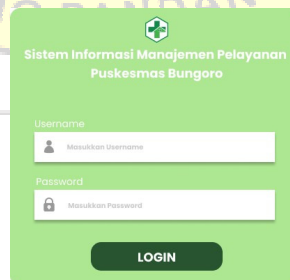 Sistem Informasi Manajemen Pelayanan
Puskesmas Bungoro
Username
Masukkan Username
Password
Masukkan Password
LOGIN